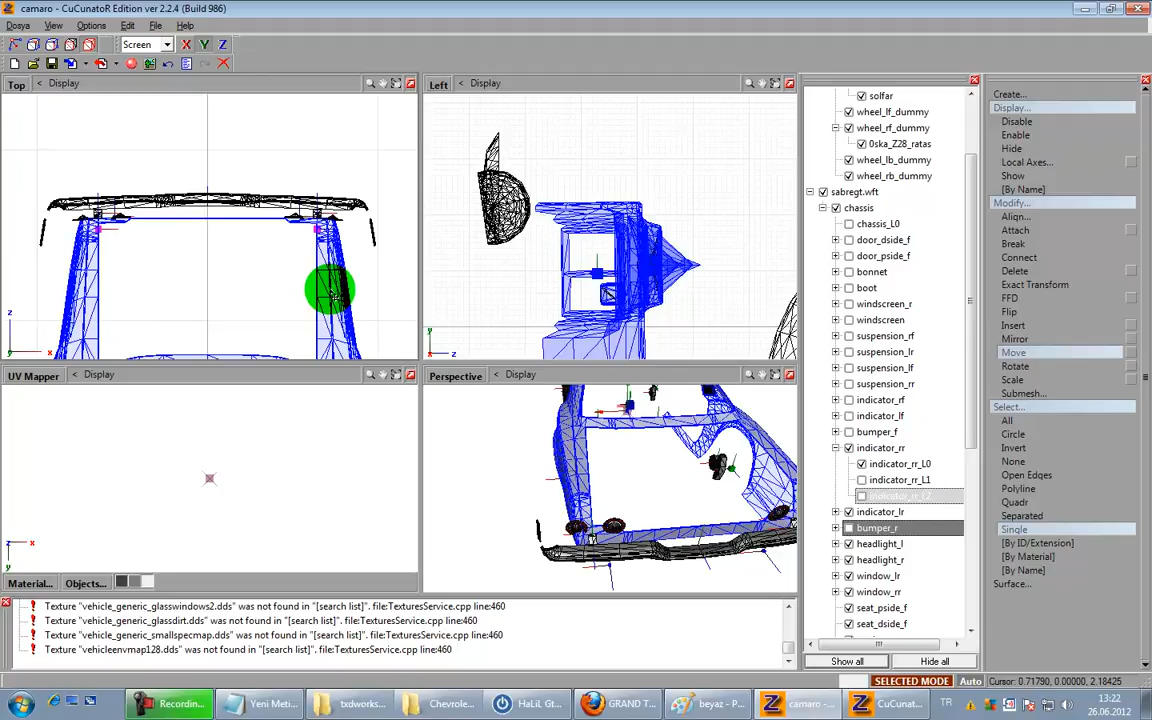 camaro - CuCunatoR Edition ver 2.2.4 (Build 986)
Dosya View Options Edit File Help
Screen X Y Z
Top < Display
Left < Display
solfar
wheel_lf_dummy
wheel_rf_dummy
0ska_Z28_ratas
wheel_lb_dummy
wheel_rb_dummy
sabregt.wft
chassis
chassis_L0
door_dside_f
door_pside_f
bonnet
boot
windscreen_r
windscreen
suspension_rf
suspension_lr
suspension_lf
suspension_rr
indicator_rf
indicator_lf
bumper_f
indicator_rr
indicator_rr_L0
indicator_rr_L1
indicator_rr_L2
indicator_lr
bumper_r
headlight_l
headlight_r
window_lr
window_rr
seat_pside_f
seat_dside_f
Show all Hide all
Create...
Display...
Disable
Enable
Hide
Local Axes...
Show
[By Name]
Modify...
Align...
Attach
Break
Connect
Delete
Exact Transform
FFD
Flip
Insert
Mirror
Move
Rotate
Scale
Submesh...
Select...
All
Circle
Invert
None
Open Edges
Polyline
Quadr
Separated
Single
[By ID/Extension]
[By Material]
[By Name]
Surface...
z
x
y
y
z
UV Mapper < Display
Perspective < Display
z x
y
Material... Objects...
Texture "vehicle_generic_glasswindows2.dds" was not found in "[search list]". file:TexturesService.cpp line:460
Texture "vehicle_generic_glassdirt.dds" was not found in "[search list]". file:TexturesService.cpp line:460
Texture "vehicle_generic_smallspecmap.dds" was not found in "[search list]". file:TexturesService.cpp line:460
Texture "vehicleenvmap128.dds" was not found in "[search list]". file:TexturesService.cpp line:460
SELECTED MODE Auto Cursor: 0.71790, 0.00000, 2.18425
Recordin... Yeni Meti... txdworks... Chevrole... HaLiL Gt... GRAND T... beyaz - P... camaro -... CuCunat... TR 13:22
26.06.2012